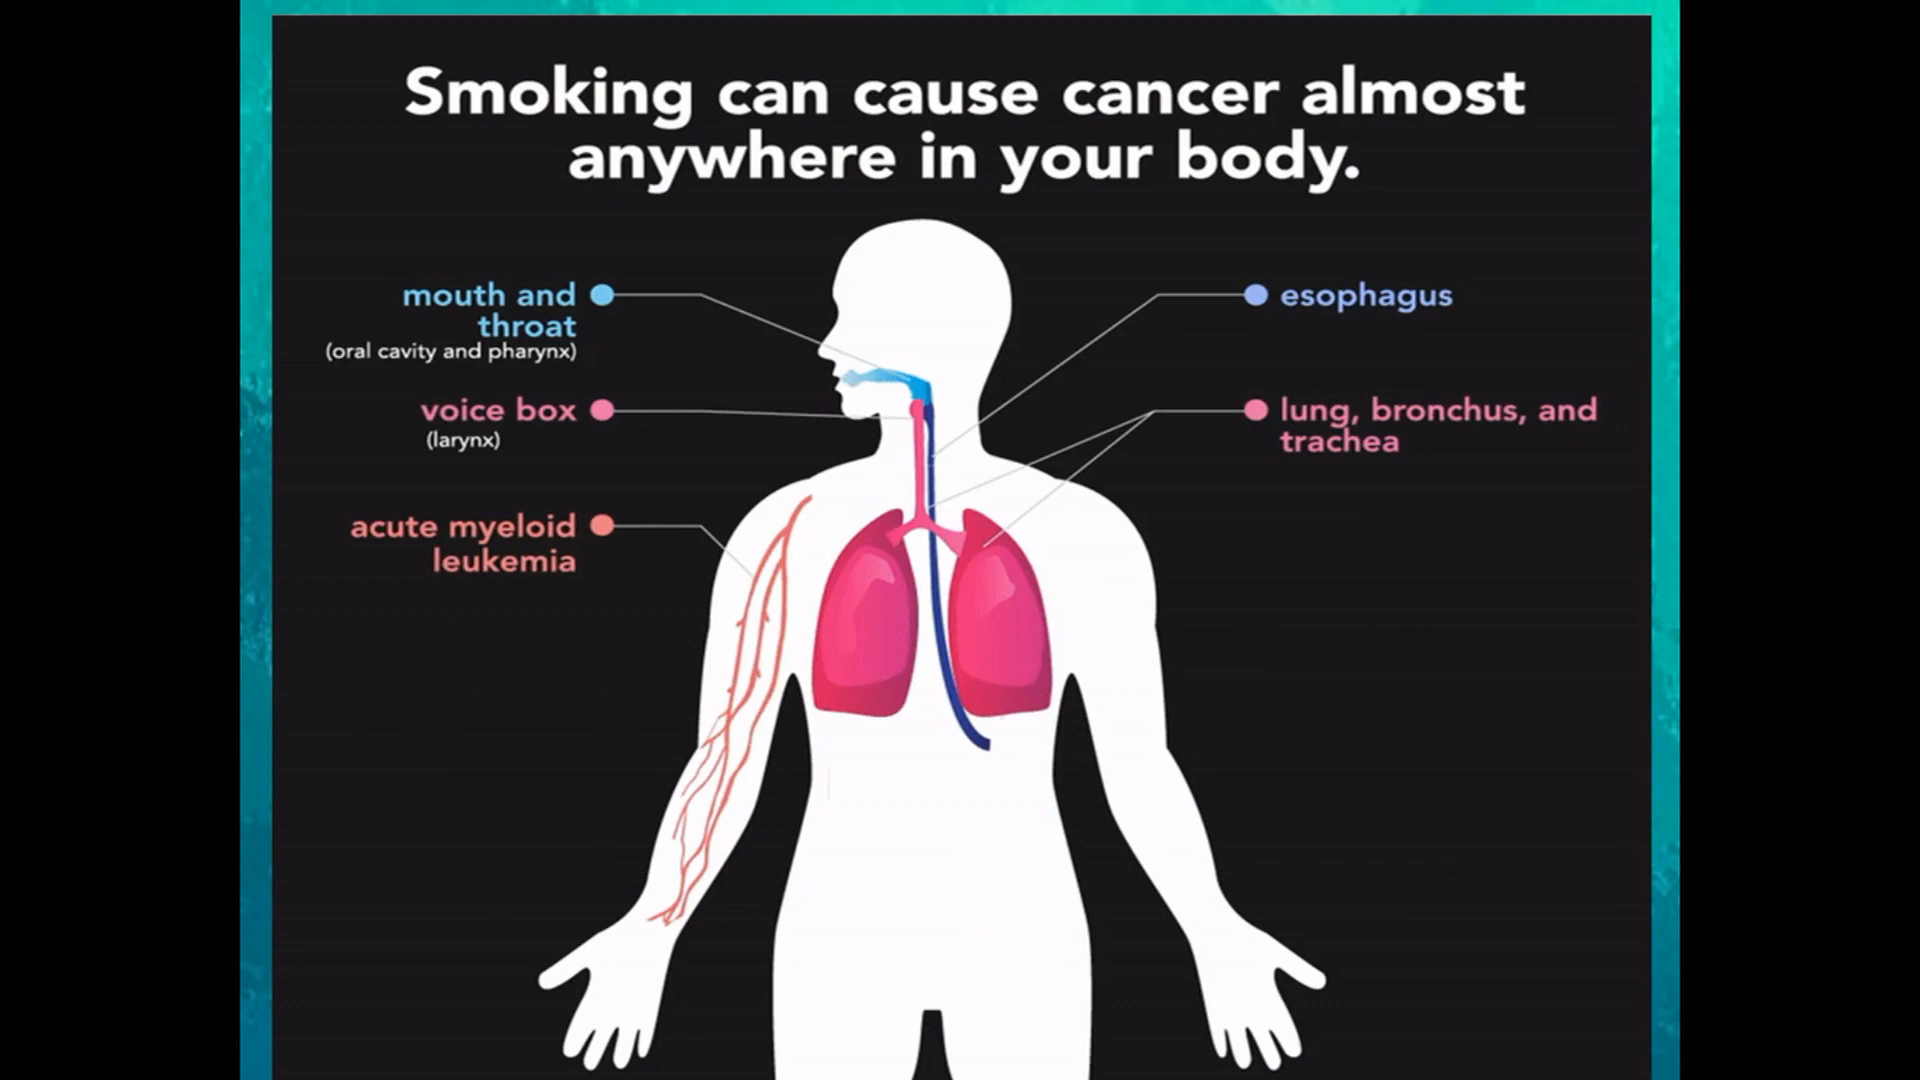 Smoking can cause cancer almost
anywhere in your body.
mouth and
throat
(oral cavity and pharynx)
voice box
(larynx)
acute myeloid
leukemia
esophagus
lung, bronchus, and
trachea